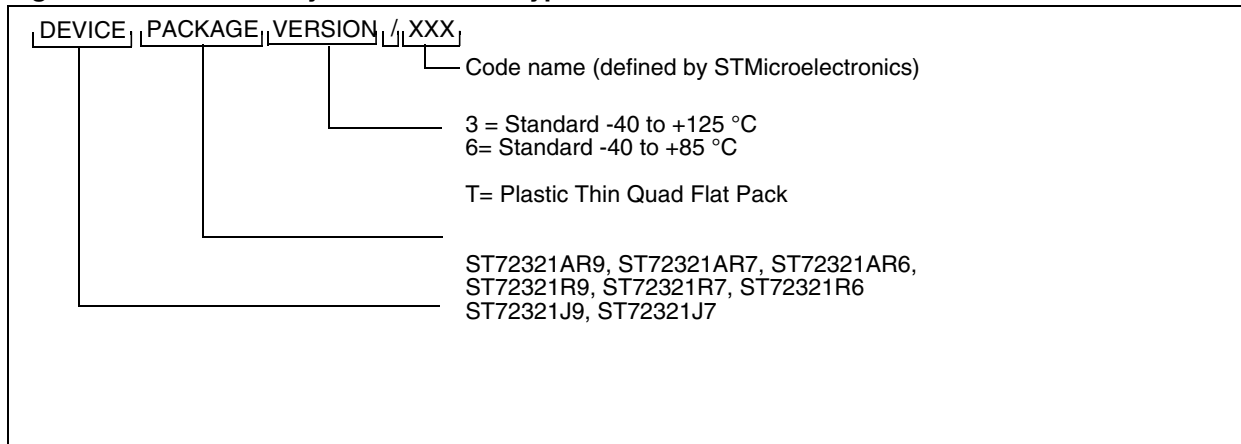 DEVICE PACKAGE VERSION / XXX
Code name (defined by STMicroelectronics)
3 = Standard -40 to +125 °C
6= Standard -40 to +85 °C
T= Plastic Thin Quad Flat Pack
ST72321AR9, ST72321AR7, ST72321AR6,
ST72321R9, ST72321R7, ST72321R6
ST72321J9, ST72321J7